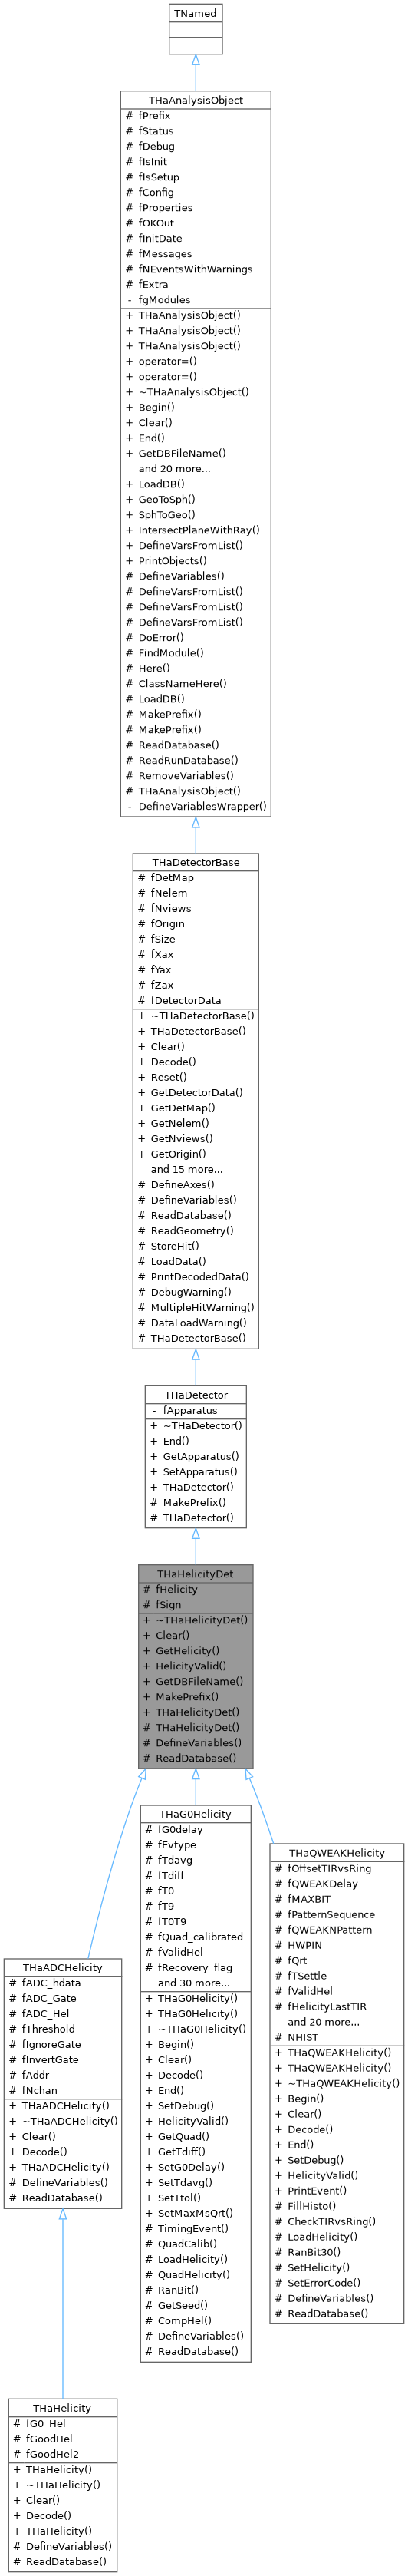 TNamed
THaAnalysisObject
# fPrefix
# fStatus
# fDebug
# fIsInit
# fIsSetup
# fConfig
# fProperties
# fOKOut
# fInitDate
# fMessages
# fNEventsWithWarnings
# fExtra
- fgModules
+ THaAnalysisObject()
+ THaAnalysisObject()
+ THaAnalysisObject()
+ operator=()
+ operator=()
+ ~THaAnalysisObject()
+ Begin()
+ Clear()
+ End()
+ GetDBFileName()
and 20 more...
+ LoadDB()
+ GeoToSph()
+ SphToGeo()
+ IntersectPlaneWithRay()
+ DefineVarsFromList()
+ PrintObjects()
# DefineVariables()
# DefineVarsFromList()
# DefineVarsFromList()
# DefineVarsFromList()
# DoError()
# FindModule()
# Here()
# ClassNameHere()
# LoadDB()
# MakePrefix()
# MakePrefix()
# ReadDatabase()
# ReadRunDatabase()
# RemoveVariables()
# THaAnalysisObject()
- DefineVariablesWrapper()
THaDetectorBase
# fDetMap
# fNelem
# fNviews
# fOrigin
# fSize
# fXax
# fYax
# fZax
# fDetectorData
+ ~THaDetectorBase()
+ THaDetectorBase()
+ Clear()
+ Decode()
+ Reset()
+ GetDetectorData()
+ GetDetMap()
+ GetNelem()
+ GetNviews()
+ GetOrigin()
and 15 more...
# DefineAxes()
# DefineVariables()
# ReadDatabase()
# ReadGeometry()
# StoreHit()
# LoadData()
# PrintDecodedData()
# DebugWarning()
# MultipleHitWarning()
# DataLoadWarning()
# THaDetectorBase()
THaDetector
- fApparatus
+ ~THaDetector()
+ End()
+ GetApparatus()
+ SetApparatus()
+ THaDetector()
# MakePrefix()
# THaDetector()
THaHelicityDet
# fHelicity
# fSign
+ ~THaHelicityDet()
+ Clear()
+ GetHelicity()
+ HelicityValid()
+ GetDBFileName()
+ MakePrefix()
+ THaHelicityDet()
# THaHelicityDet()
# DefineVariables()
# ReadDatabase()
THaADCHelicity
# fADC_hdata
# fADC_Gate
# fADC_Hel
# fThreshold
# fIgnoreGate
# fInvertGate
# fAddr
# fNchan
+ THaADCHelicity()
+ ~THaADCHelicity()
+ Clear()
+ Decode()
+ THaADCHelicity()
# DefineVariables()
# ReadDatabase()
THaG0Helicity
# fG0delay
# fEvtype
# fTdavg
# fTdiff
# fT0
# fT9
# fT0T9
# fQuad_calibrated
# fValidHel
# fRecovery_flag
and 30 more...
+ THaG0Helicity()
+ THaG0Helicity()
+ ~THaG0Helicity()
+ Begin()
+ Clear()
+ Decode()
+ End()
+ SetDebug()
+ HelicityValid()
+ GetQuad()
+ GetTdiff()
+ SetG0Delay()
+ SetTdavg()
+ SetTtol()
+ SetMaxMsQrt()
# TimingEvent()
# QuadCalib()
# LoadHelicity()
# QuadHelicity()
# RanBit()
# GetSeed()
# CompHel()
# DefineVariables()
# ReadDatabase()
THaQWEAKHelicity
# fOffsetTIRvsRing
# fQWEAKDelay
# fMAXBIT
# fPatternSequence
# fQWEAKNPattern
# HWPIN
# fQrt
# fTSettle
# fValidHel
# fHelicityLastTIR
and 20 more...
# NHIST
+ THaQWEAKHelicity()
+ THaQWEAKHelicity()
+ ~THaQWEAKHelicity()
+ Begin()
+ Clear()
+ Decode()
+ End()
+ SetDebug()
+ HelicityValid()
+ PrintEvent()
# FillHisto()
# CheckTIRvsRing()
# LoadHelicity()
# RanBit30()
# SetHelicity()
# SetErrorCode()
# DefineVariables()
# ReadDatabase()
THaHelicity
# fG0_Hel
# fGoodHel
# fGoodHel2
+ THaHelicity()
+ ~THaHelicity()
+ Clear()
+ Decode()
+ THaHelicity()
# DefineVariables()
# ReadDatabase()